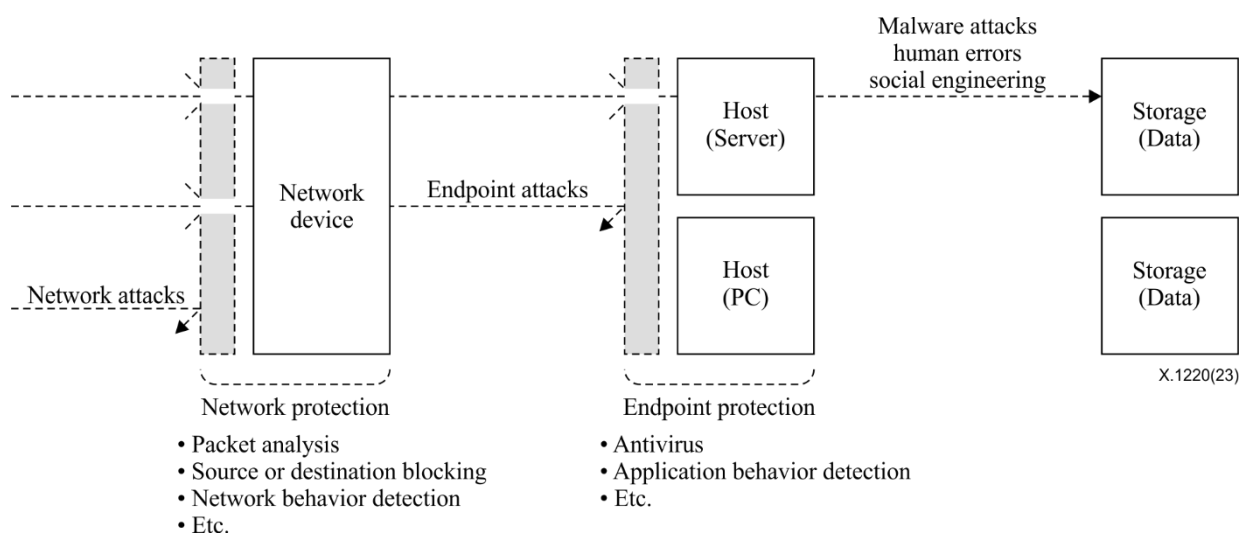 Malware attacks
human errors
social engineering
Host
(Server)
Storage
(Data)
Network
device
Endpoint attacks
Host
(PC)
Storage
(Data)
Network attacks
X.1220(23)
Network protection
• Packet analysis
• Source or destination blocking
• Network behavior detection
• Etc.
Endpoint protection
• Antivirus
• Application behavior detection
• Etc.